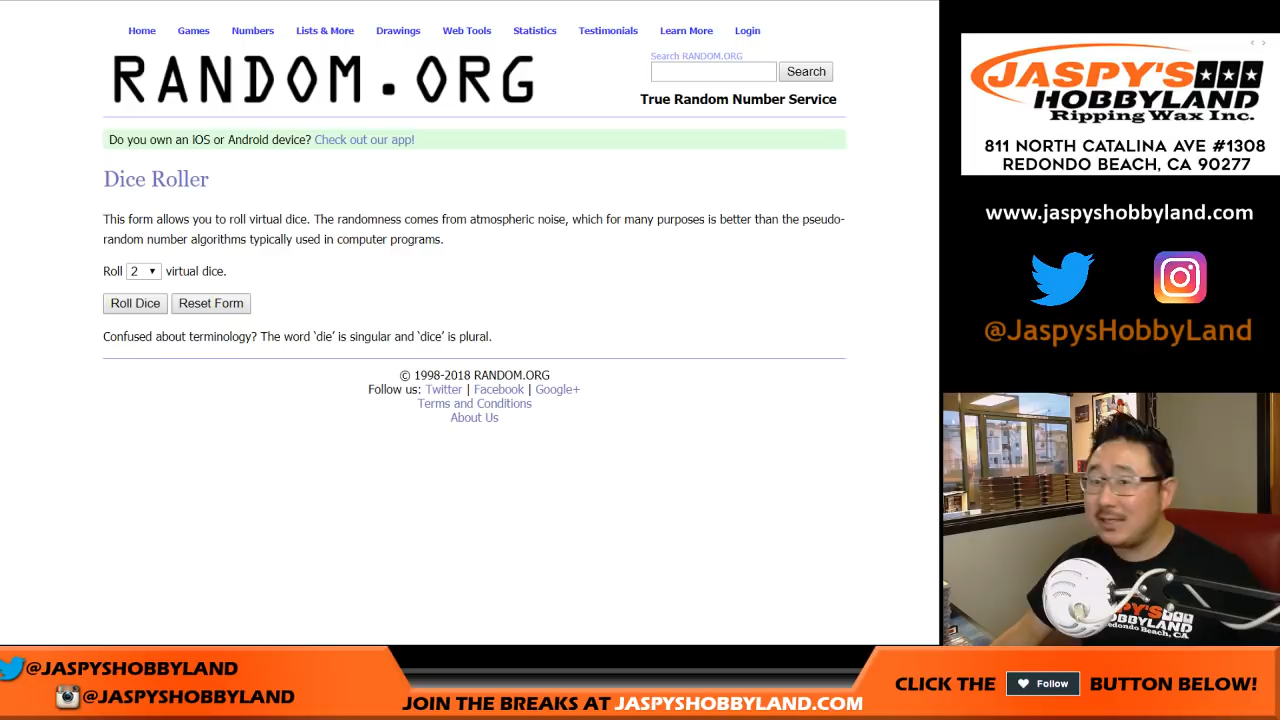 Home Games Numbers Lists & More Drawings Web Tools Statistics Testimonials Learn More Login
RANDOM.ORG
Search RANDOM.ORG
Search
True Random Number Service
Do you own an iOS or Android device? Check out our app!
Dice Roller
This form allows you to roll virtual dice. The randomness comes from atmospheric noise, which for many purposes is better than the pseudo-
random number algorithms typically used in computer programs.
Roll 2 virtual dice.
Roll Dice Reset Form
Confused about terminology? The word ‘die’ is singular and ‘dice’ is plural.
© 1998-2018 RANDOM.ORG
Follow us: Twitter | Facebook | Google+
Terms and Conditions
About Us
JASPY'S
HOBBYLAND
Ripping Wax Inc.
811 NORTH CATALINA AVE #1308
REDONDO BEACH, CA 90277
www.jaspyshobbyland.com
@JaspysHobbyLand
JASPY'S
HOBBYLAND
Redondo Beach, CA
@JASPYSHOBBYLAND
@JASPYSHOBBYLAND
JOIN THE BREAKS AT JASPYSHOBBYLAND.COM
CLICK THE Follow BUTTON BELOW!